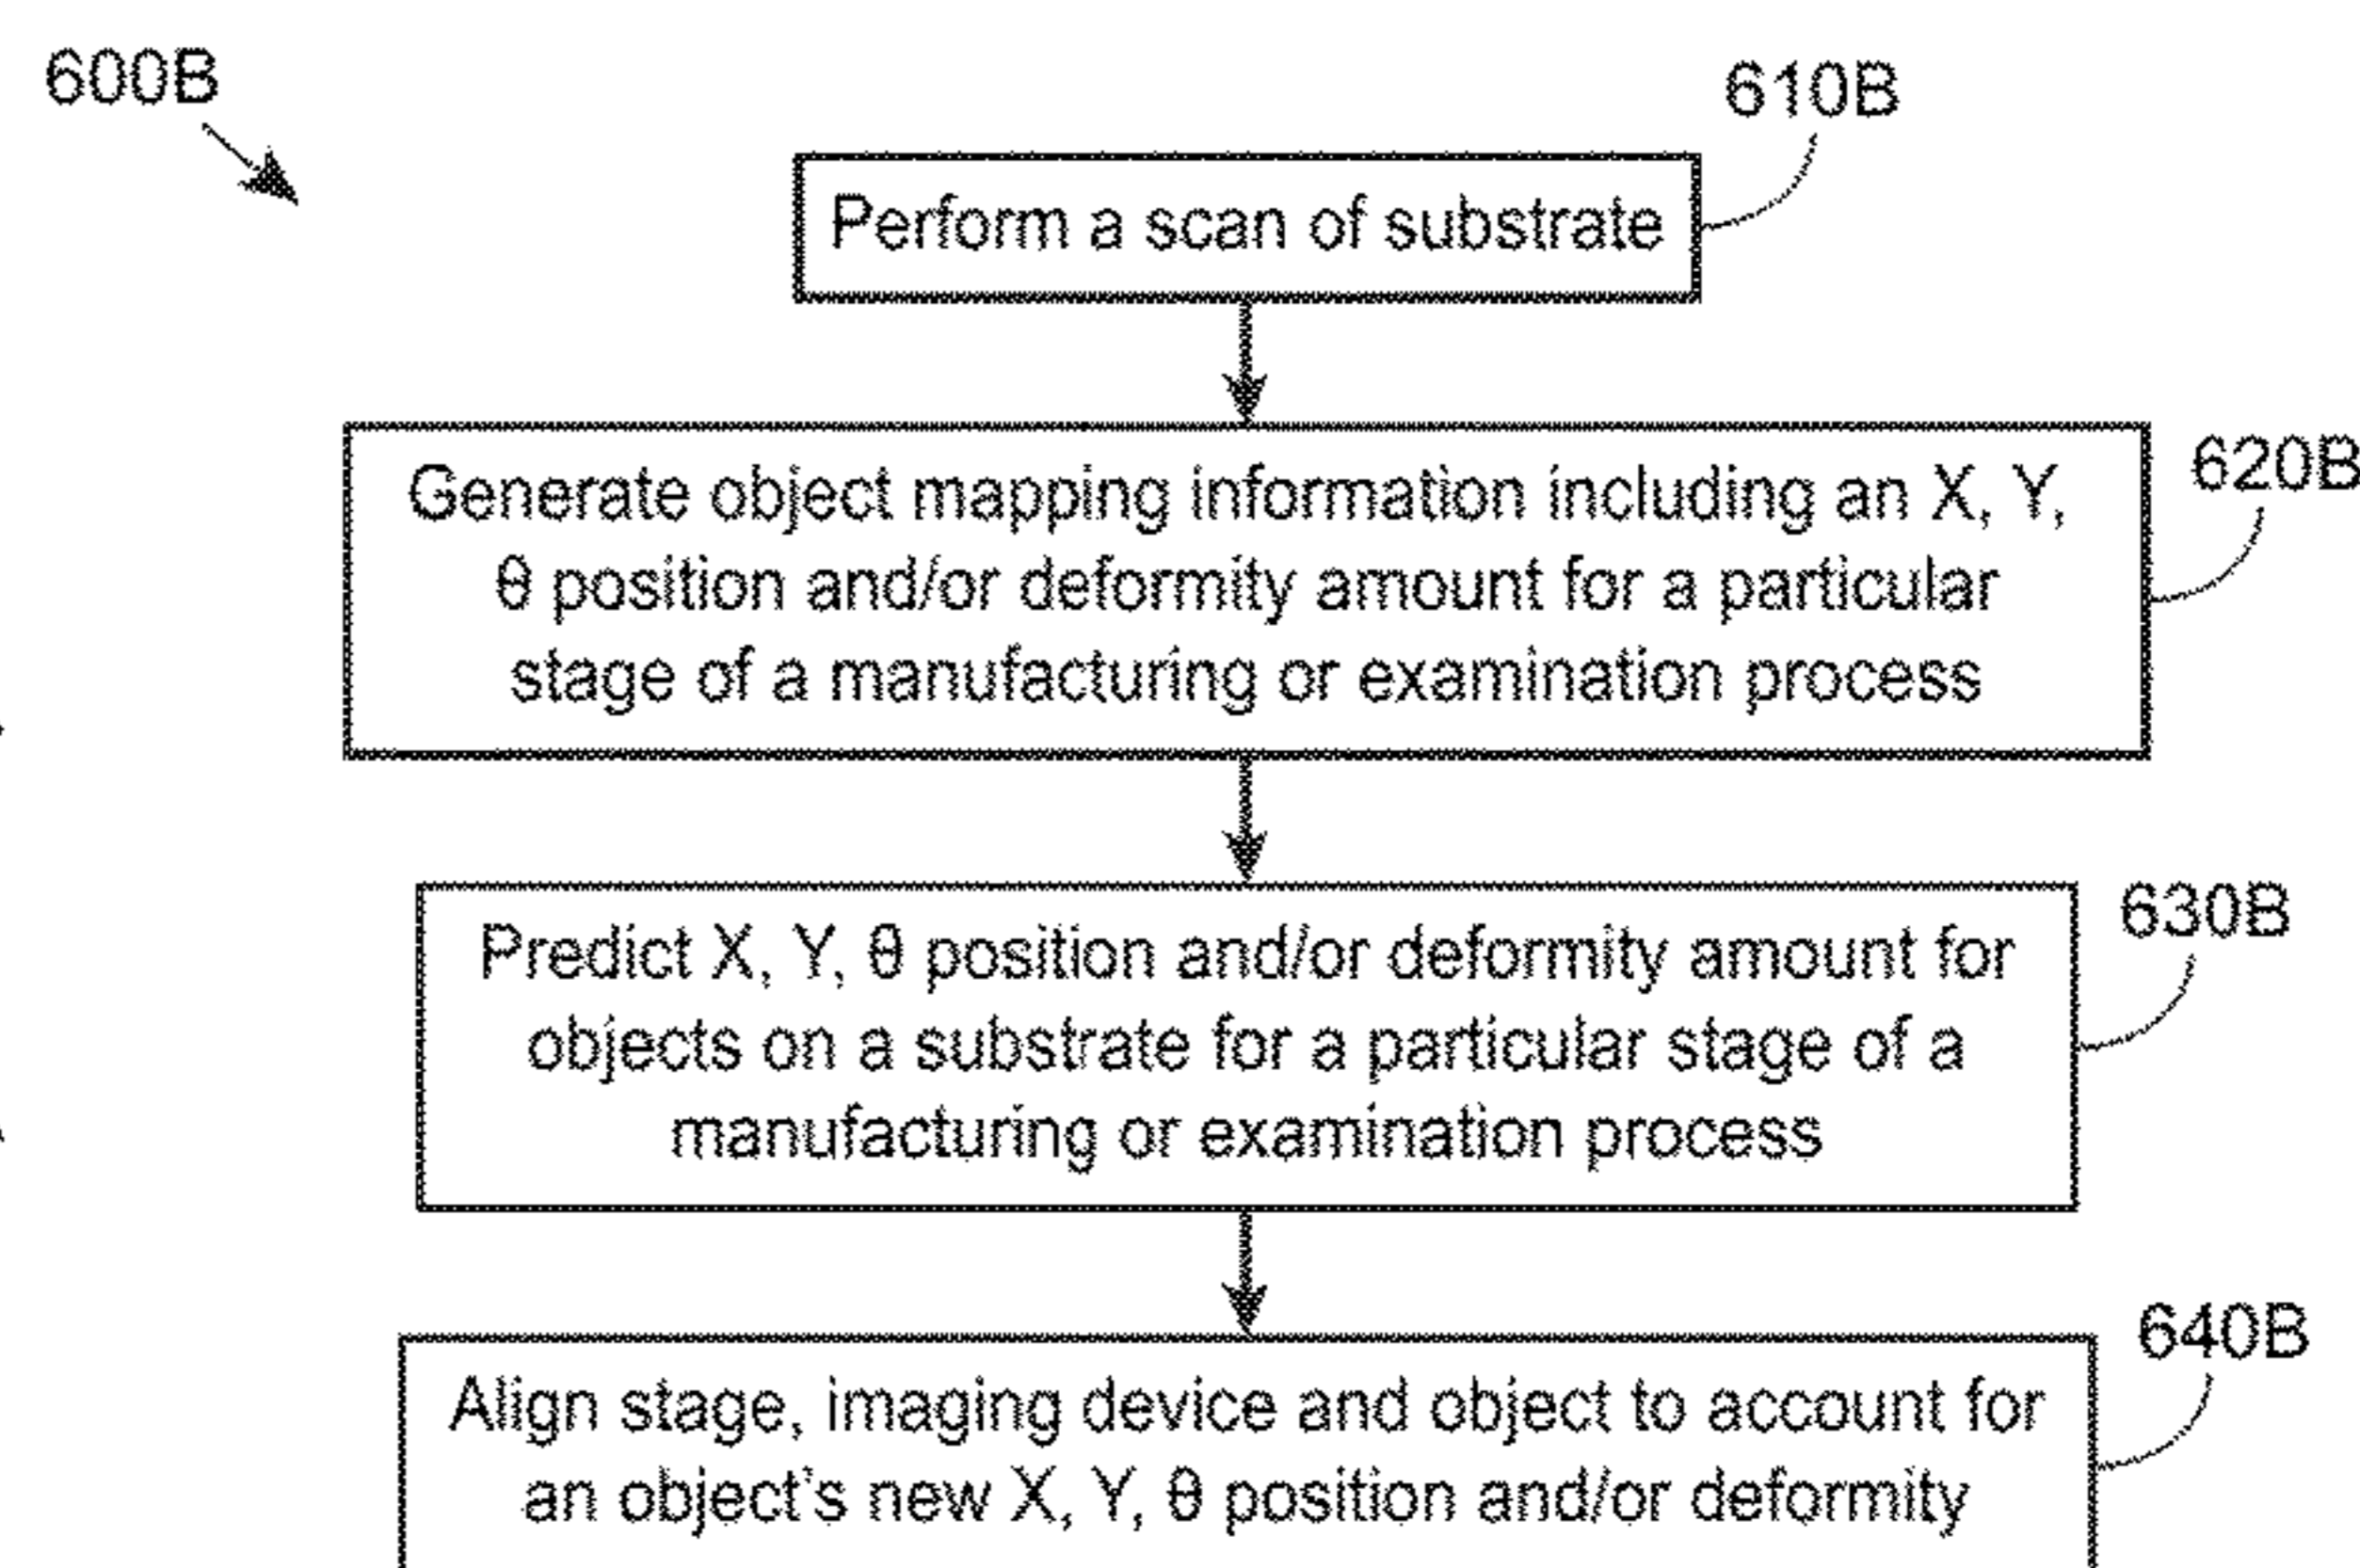 600B
610B
Perform a scan of substrate
620B
Generate object mapping information including an X, Y,
θ position and/or deformity amount for a particular
stage of a manufacturing or examination process
630B
Predict X, Y, θ position and/or deformity amount for
objects on a substrate for a particular stage of a
manufacturing or examination process
640B
Align stage, imaging device and object to account for
an object's new X, Y, θ position and/or deformity